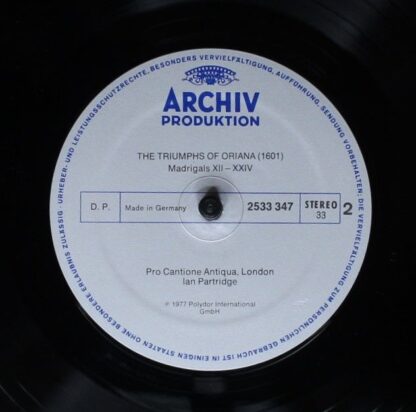 ARCHIV
PRODUKTION
THE TRIUMPHS OF ORIANA (1601)
Madrigals XII – XXIV
D. P.
Made in Germany
2533 347
STEREO
33
2
Pro Cantione Antiqua, London
Ian Partridge
℗ 1977 Polydor International
GmbH
URHEBER- UND LEISTUNGSSCHUTZRECHTE, BESONDERS VERVIELFÄLTIGUNG, AUFFÜHRUNG, SENDUNG VORBEHALTEN; DIE VERVIELFÄLTIGUNG ZUM PERSÖNLICHEN GEBRAUCH IST IN EINIGEN STAATEN OHNE BESONDERE ERLAUBNIS ZULÄSSIG ·